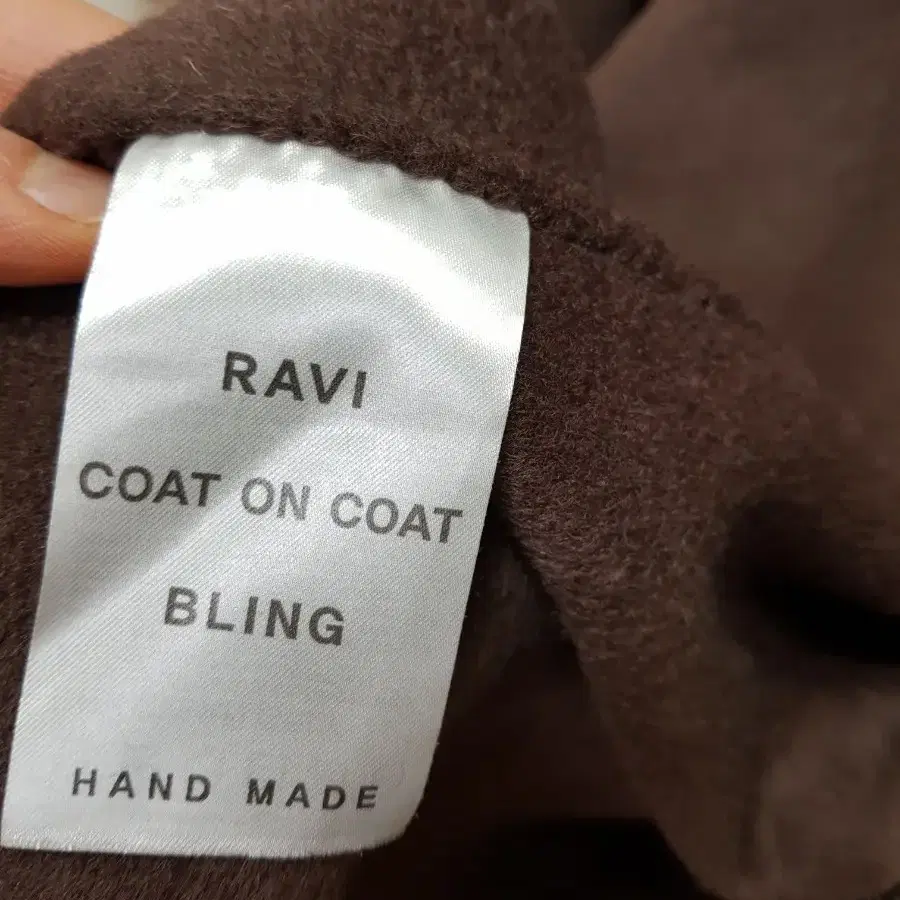 RAVI
COAT ON COAT
BLING
HAND MADE